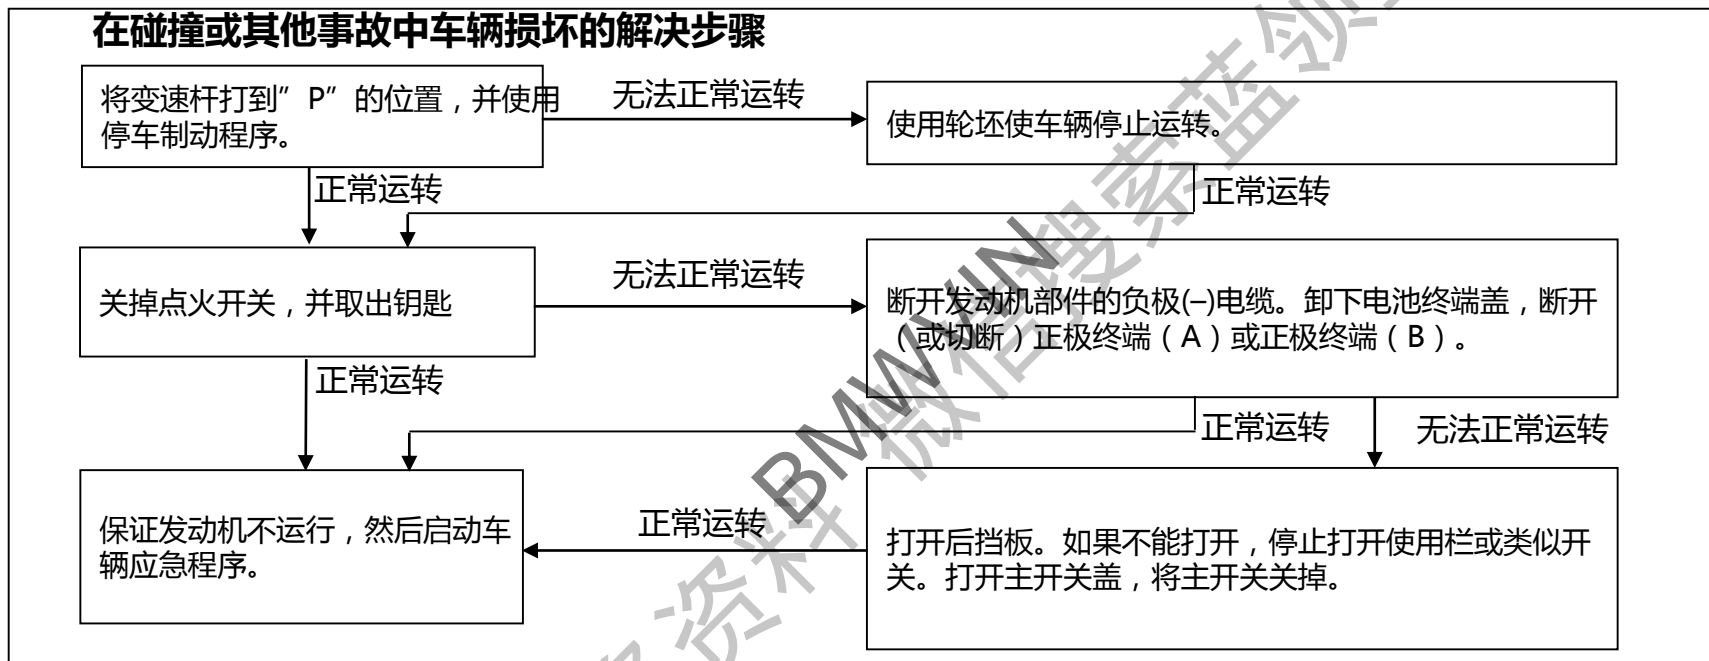 在碰撞或其他事故中车辆损坏的解决步骤
将变速杆打到”P”的位置，并使用
停车制动程序。
无法正常运转
使用轮坯使车辆停止运转。
正常运转
正常运转
关掉点火开关，并取出钥匙
无法正常运转
断开发动机部件的负极(–)电缆。卸下电池终端盖，断开
（或切断）正极终端（A）或正极终端（B）。
正常运转
正常运转
无法正常运转
保证发动机不运行，然后启动车
辆应急程序。
正常运转
打开后挡板。如果不能打开，停止打开使用栏或类似开
关。打开主开关盖，将主开关关掉。
BMWVIN
资料 微信搜索蓝领